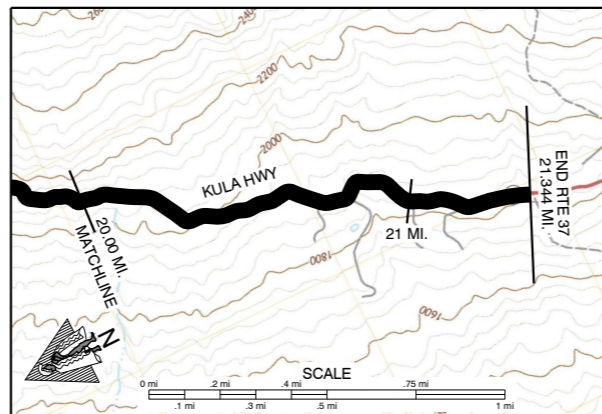 2200
2000
KULA HWY
20.00 MI.
MATCHLINE
21 MI.
END RTE 37
21.344 MI.
1800
1600
N
SCALE
0 mi .2 mi .4 mi .75 mi
.1 mi .3 mi .5 mi 1 mi